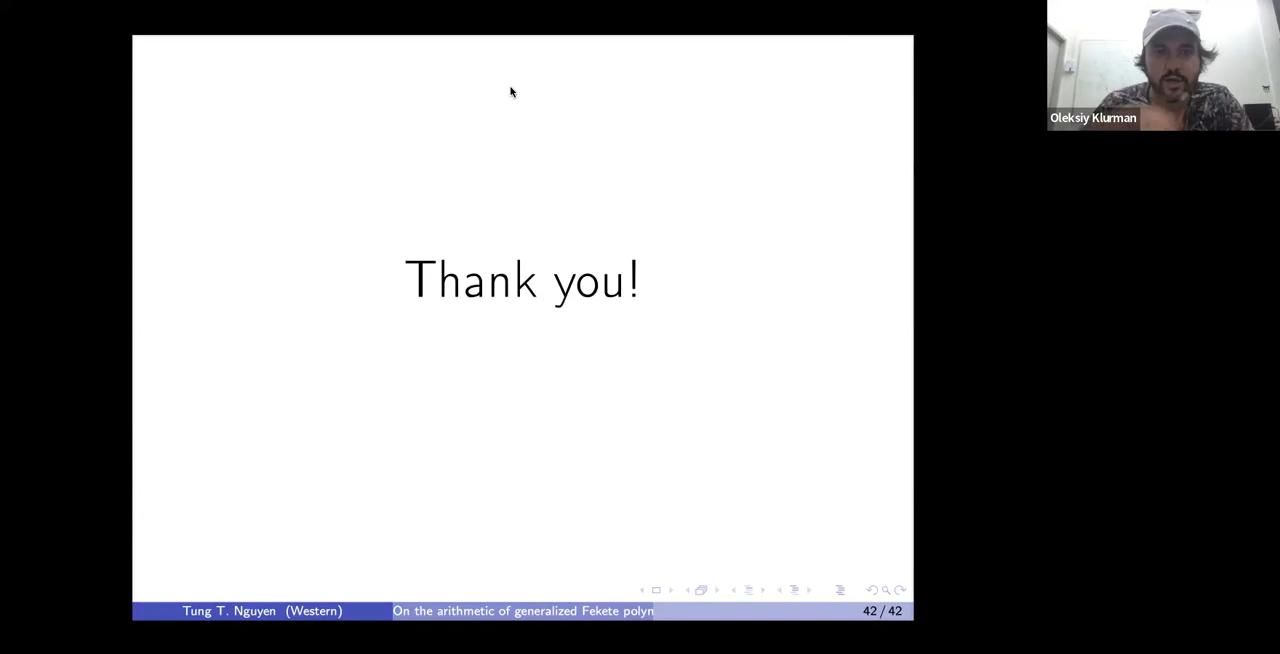 Oleksiy Klurman
Thank you!
Tung T. Nguyen (Western)
On the arithmetic of generalized Fekete polyn
42 / 42